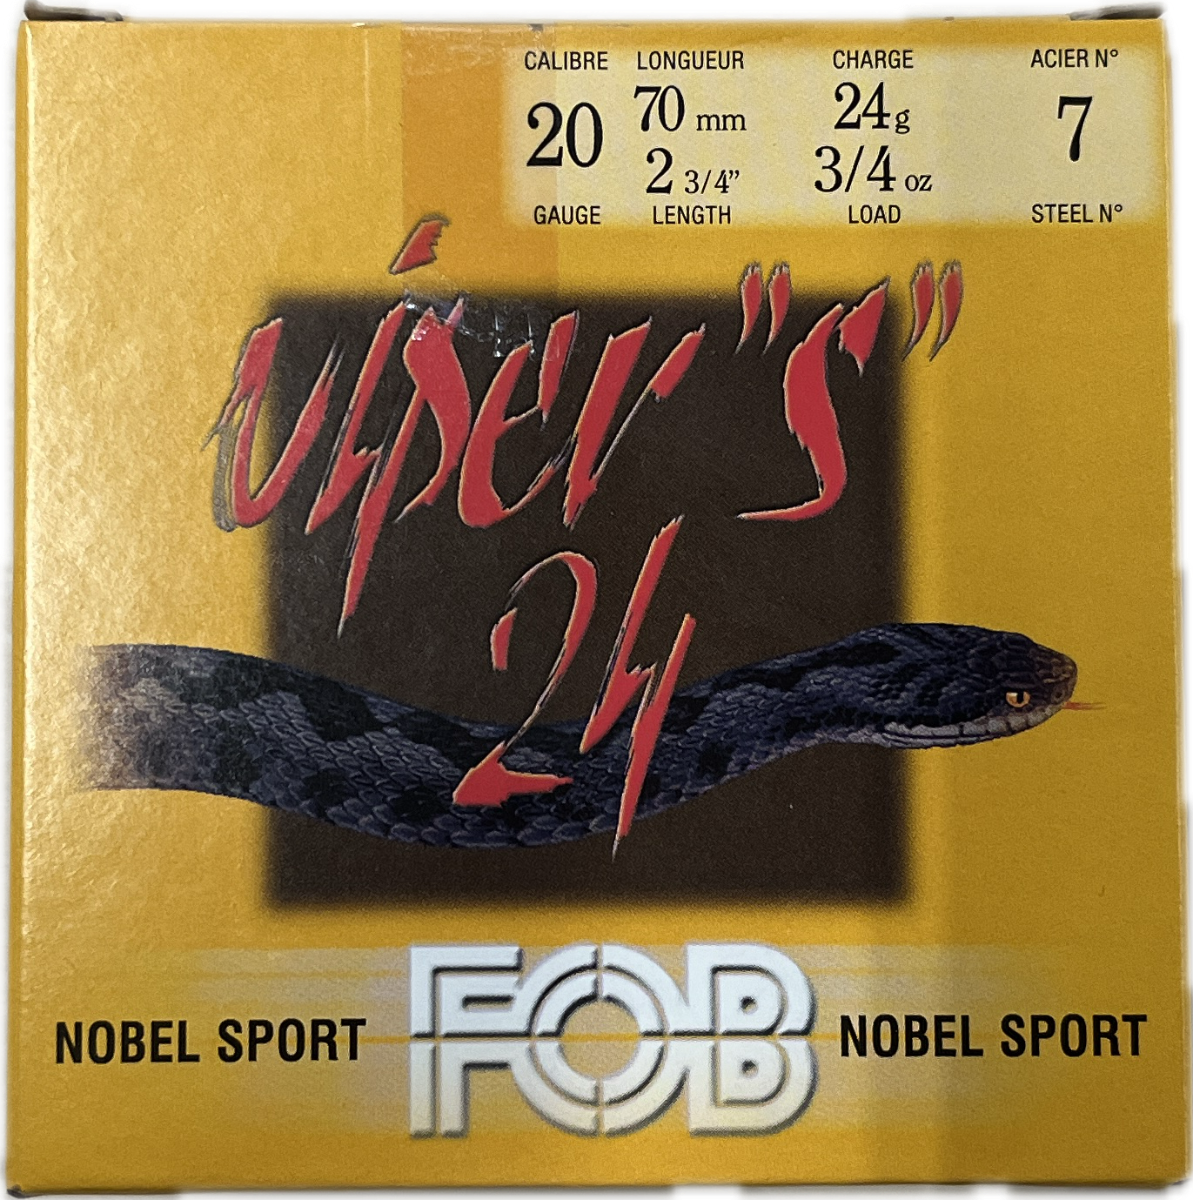 CALIBRE LONGUEUR CHARGE ACIER N°
20 70 mm 24 g 7
2 3/4" 3/4 oz
GAUGE LENGTH LOAD STEEL N°
viper "s"
24
NOBEL SPORT FOB NOBEL SPORT